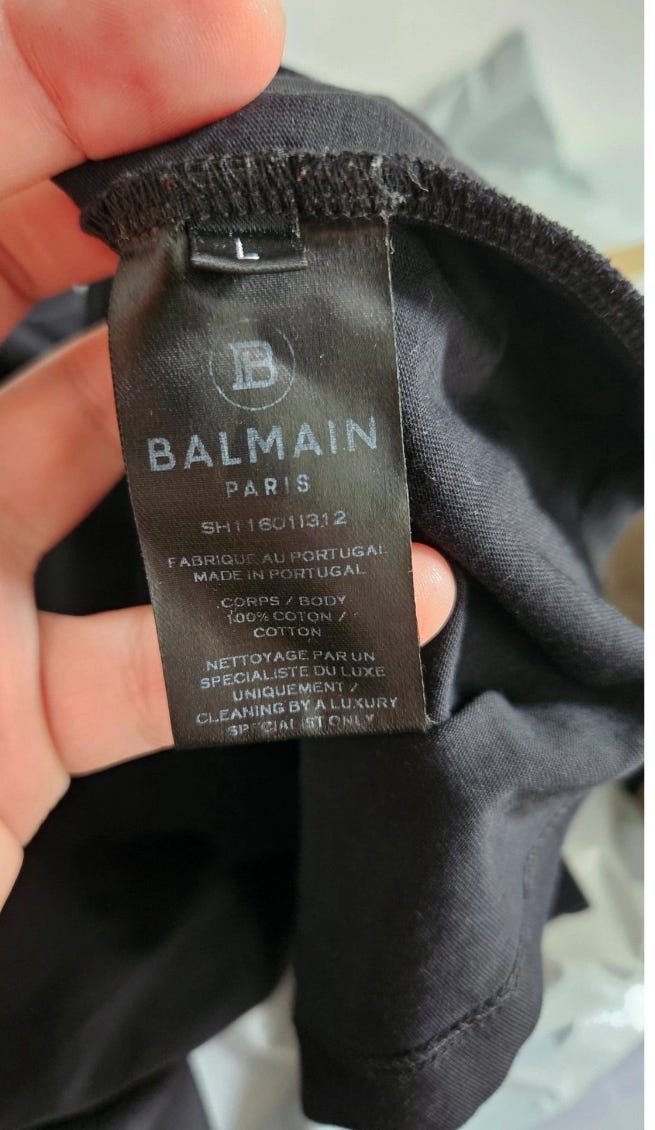 L
B
BALMAIN
PARIS
SH116011312
FABRIQUE AU PORTUGAL
MADE IN PORTUGAL
CORPS / BODY
100% COTON /
COTTON
NETTOYAGE PAR UN
SPECIALISTE DU LUXE
UNIQUEMENT /
CLEANING BY A LUXURY
SPECIALIST ONLY